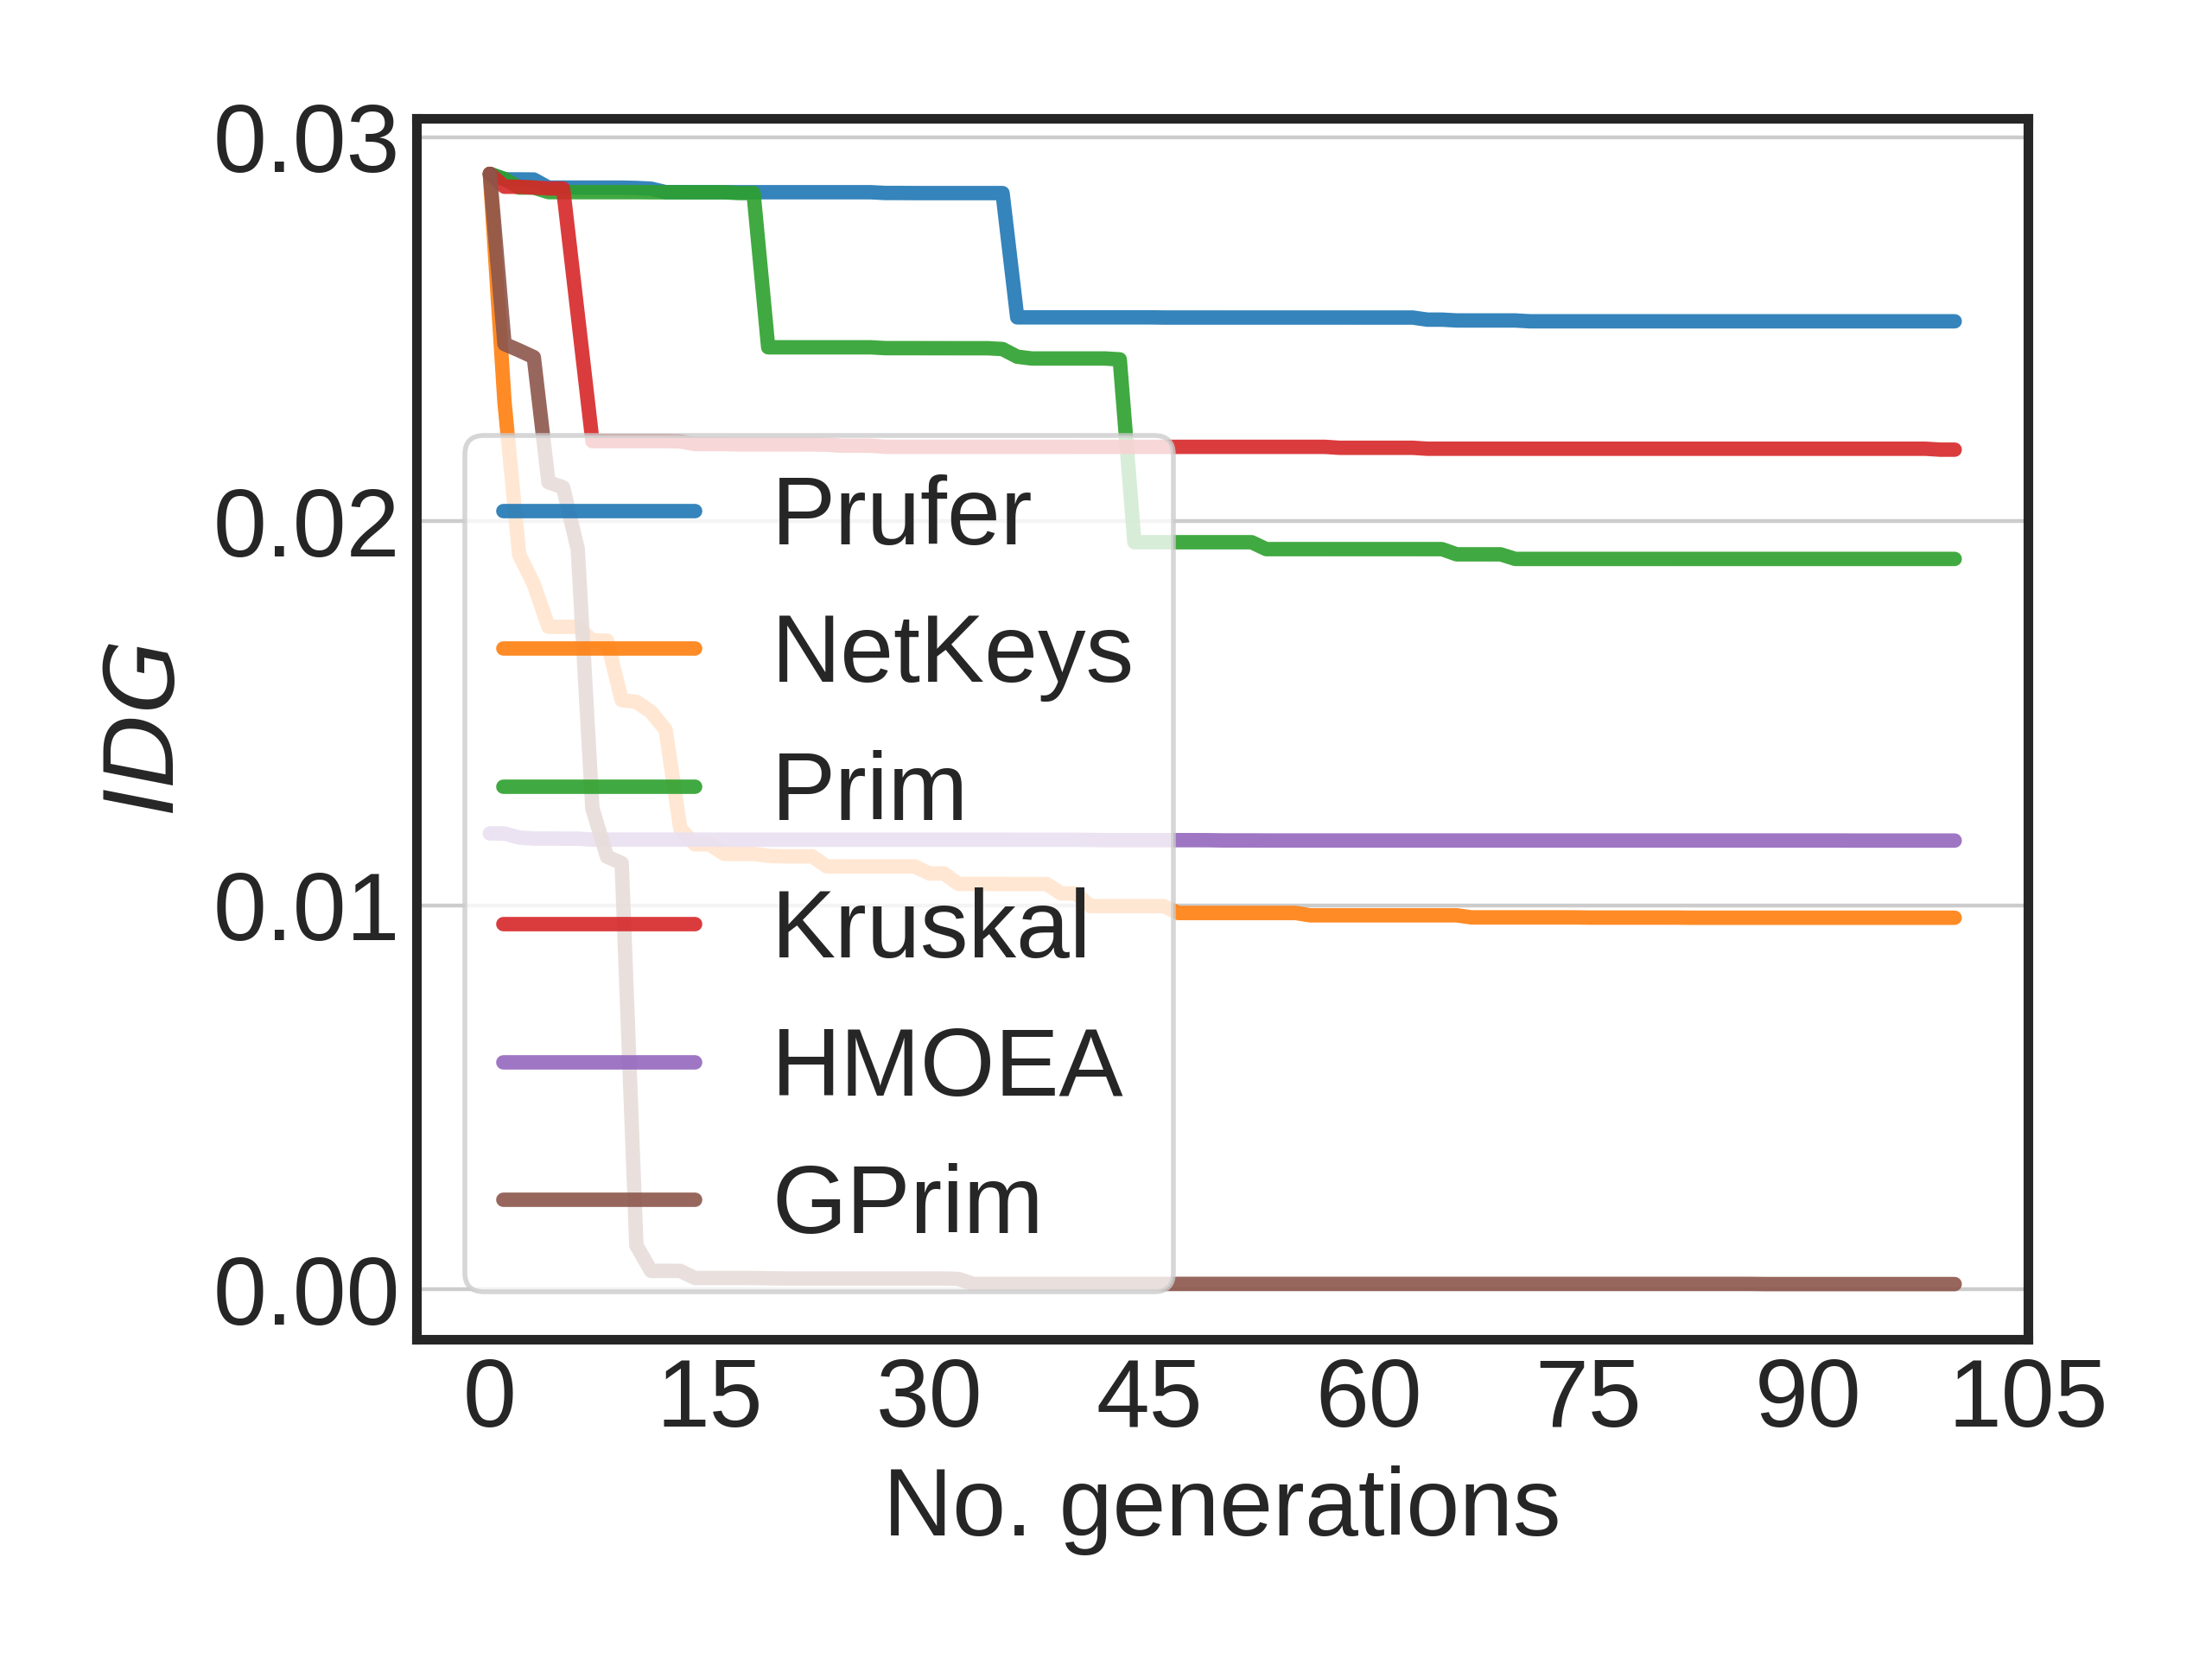 0.03
0.02
0.01
0.00
IDG
Prufer
NetKeys
Prim
Kruskal
HMOEA
GPrim
0 15 30 45 60 75 90 105
No. generations